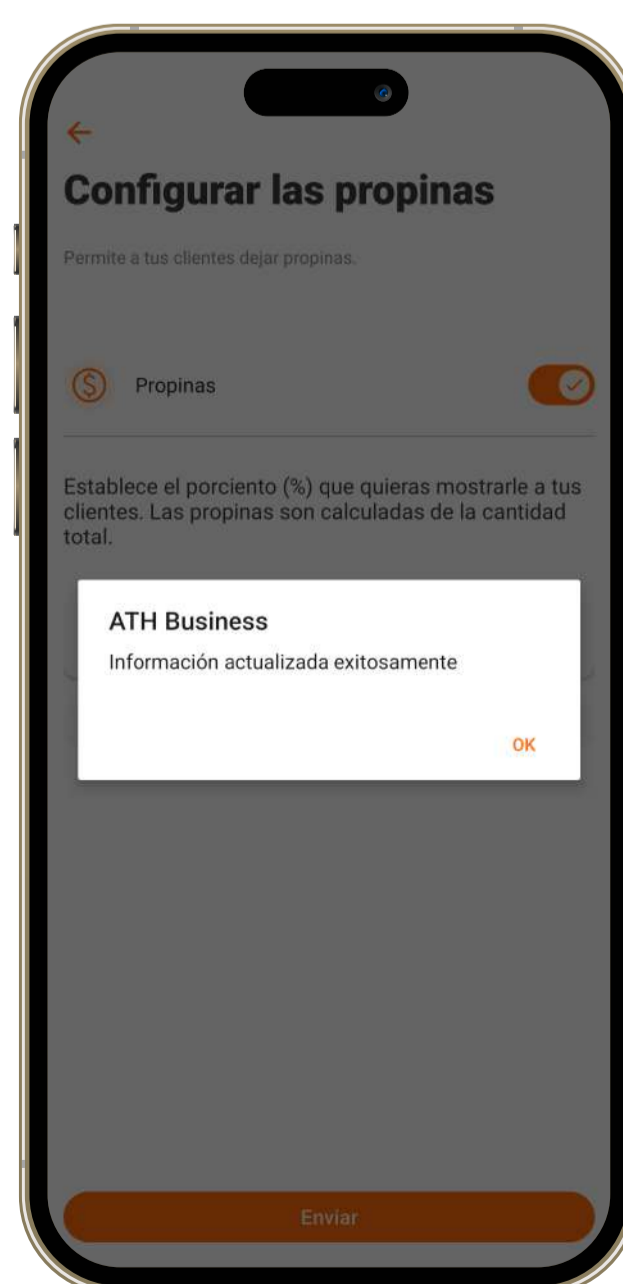 Configurar las propinas
Permite a tus clientes dejar propinas.
Propinas
Establece el porciento (%) que quieras mostrarle a tus
clientes. Las propinas son calculadas de la cantidad
total.
ATH Business
Información actualizada exitosamente
OK
Enviar